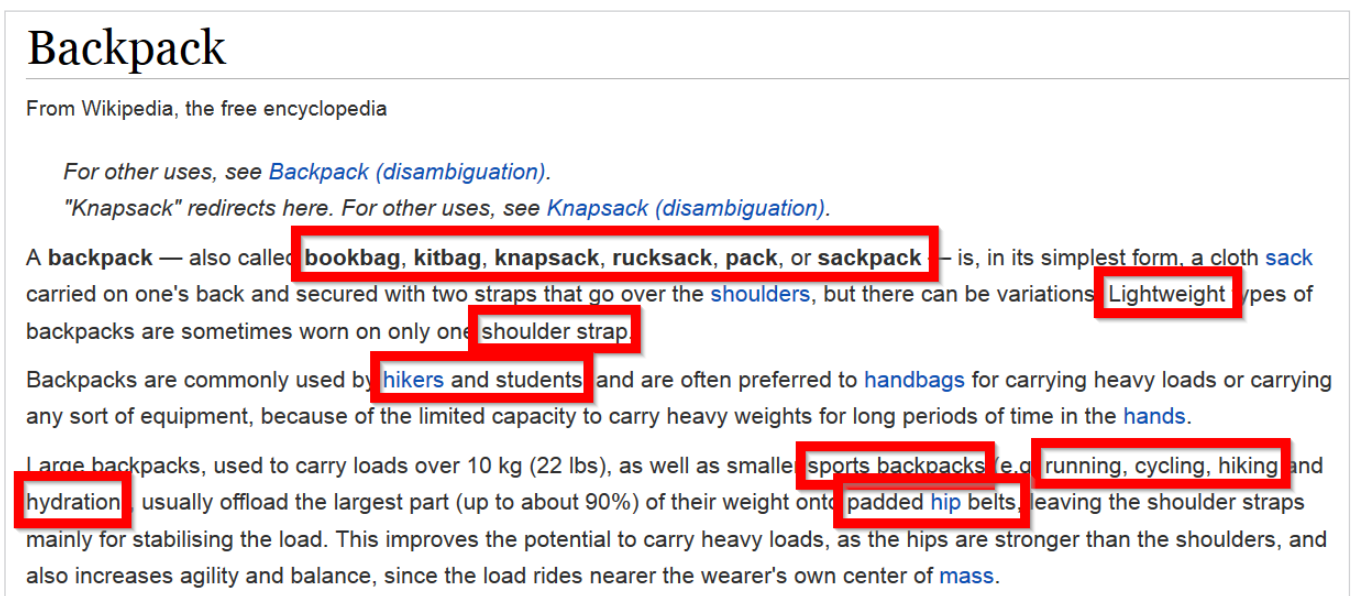 Backpack
From Wikipedia, the free encyclopedia
For other uses, see Backpack (disambiguation).
"Knapsack" redirects here. For other uses, see Knapsack (disambiguation).
A backpack — also called bookbag, kitbag, knapsack, rucksack, pack, or sackpack — is, in its simplest form, a cloth sack
carried on one's back and secured with two straps that go over the shoulders, but there can be variations. Lightweight types of
backpacks are sometimes worn on only one shoulder strap.
Backpacks are commonly used by hikers and students, and are often preferred to handbags for carrying heavy loads or carrying
any sort of equipment, because of the limited capacity to carry heavy weights for long periods of time in the hands.
Large backpacks, used to carry loads over 10 kg (22 lbs), as well as smaller sports backpacks (e.g. running, cycling, hiking and
hydration), usually offload the largest part (up to about 90%) of their weight onto padded hip belts, leaving the shoulder straps
mainly for stabilising the load. This improves the potential to carry heavy loads, as the hips are stronger than the shoulders, and
also increases agility and balance, since the load rides nearer the wearer's own center of mass.